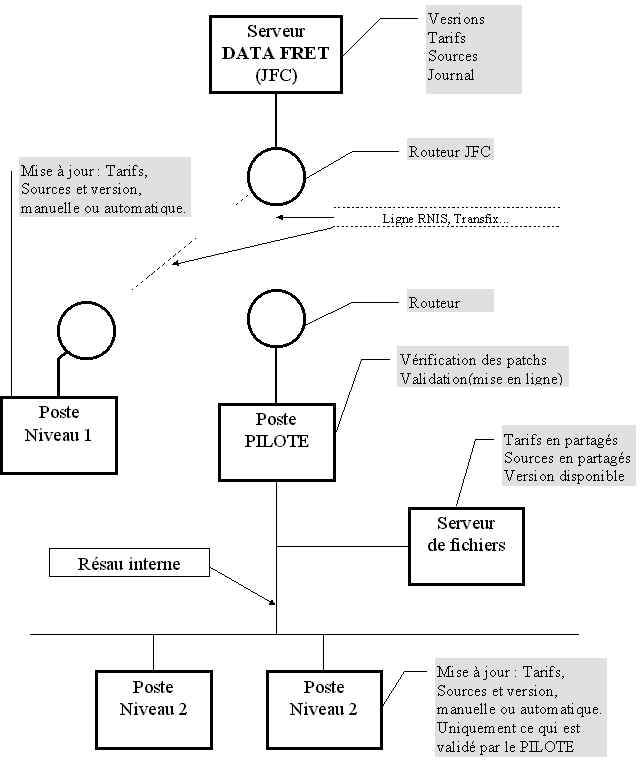 Serveur
DATA FRET
(JFC)
Vesrions
Tarifs
Sources
Journal
Routeur JFC
Mise à jour : Tarifs,
Sources et version,
manuelle ou automatique.
Ligne RNIS, Transfix...
Routeur
Vérification des patchs
Validation(mise en ligne)
Poste
Niveau 1
Poste
PILOTE
Tarifs en partagés
Sources en partagés
Version disponible
Serveur
de fichiers
Résau interne
Poste
Niveau 2
Poste
Niveau 2
Mise à jour : Tarifs,
Sources et version,
manuelle ou automatique.
Uniquement ce qui est
validé par le PILOTE